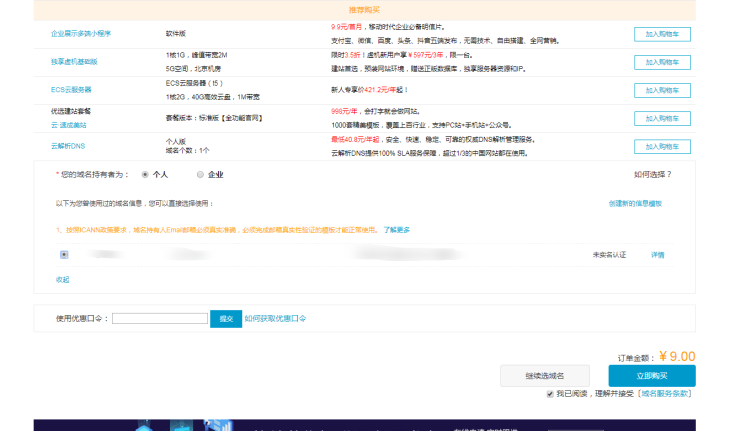 推荐购买
企业展示多端小程序
软件版
9.9元/首月，移动时代企业必备明信片。
支付宝、微信、百度、头条、抖音五端发布，无需技术、自由搭建、全网营销。
加入购物车
独享虚机基础版
1核1G，峰值带宽2M
5G空间，北京机房
限时3.5折！虚机新用户享￥597元/3年，限一台。
建站首选，预装网站环境，赠送正版数据库，独享服务器资源和IP。
加入购物车
ECS云服务器
ECS云服务器（t5）
1核2G，40G高效云盘，1M带宽
新人专享价421.2元/年起！
加入购物车
优选建站套餐
云·速成美站
套餐版本：标准版【全功能官网】
998元/年，会打字就会做网站。
1000套精美模板，覆盖上百行业，支持PC站+手机站+公众号。
加入购物车
云解析DNS
个人版
域名个数：1个
最低40.8元/年起，安全、快速、稳定、可靠的权威DNS解析管理服务。
云解析DNS提供100% SLA服务保障，超过1/3的中国网站都在使用。
加入购物车
* 您的域名持有者为： 个人 企业
如何选择？
以下为您曾使用过的域名信息，您可以直接选择使用：
创建新的信息模板
1、按照ICANN政策要求，域名持有人Email邮箱必须真实准确，必须完成邮箱真实性验证的模板才能正常使用。 了解更多
未实名认证 详情
收起
使用优惠口令： 提交 如何获取优惠口令
订单金额：￥9.00
继续选域名 立即购买
我已阅读，理解并接受［域名服务条款］